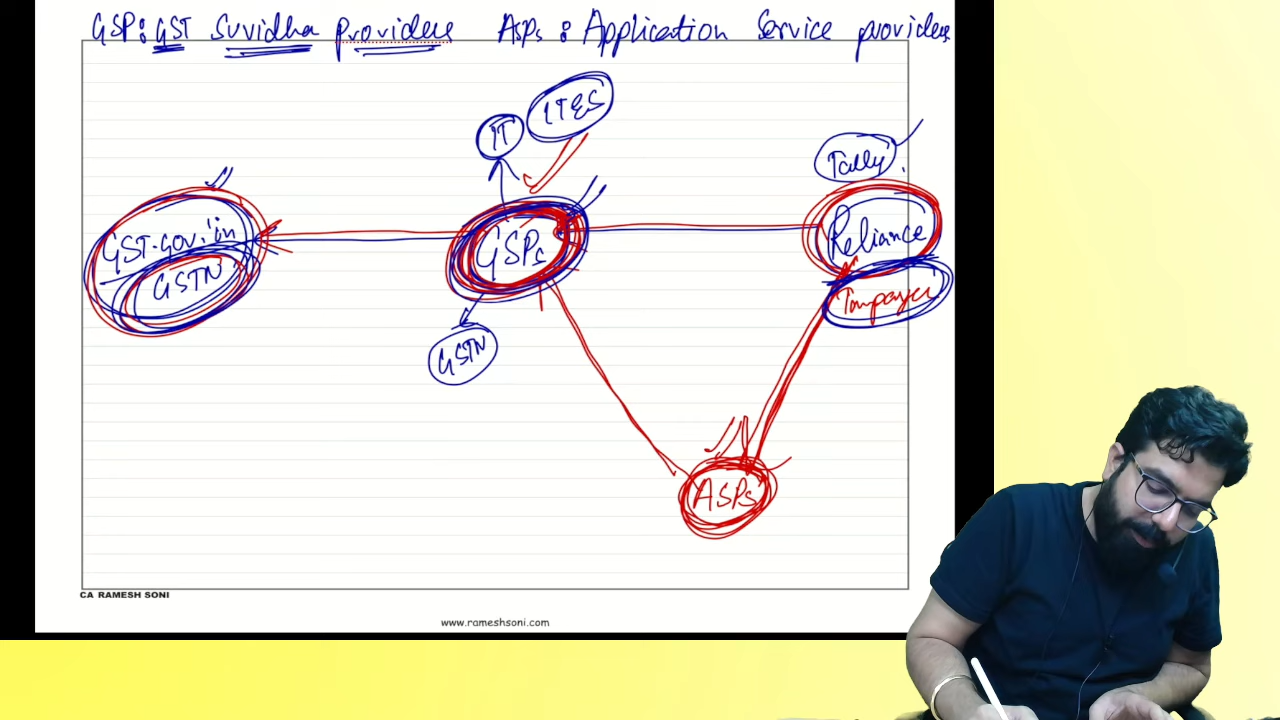 GSP: GST Suvidha Providers ASPs : Application Service providers
ITES
IT
Tally
GST.gov.in
GSTN
GSPs
Reliance
Taxpayer
GSTN
ASPs
CA RAMESH SONI
www.rameshsoni.com